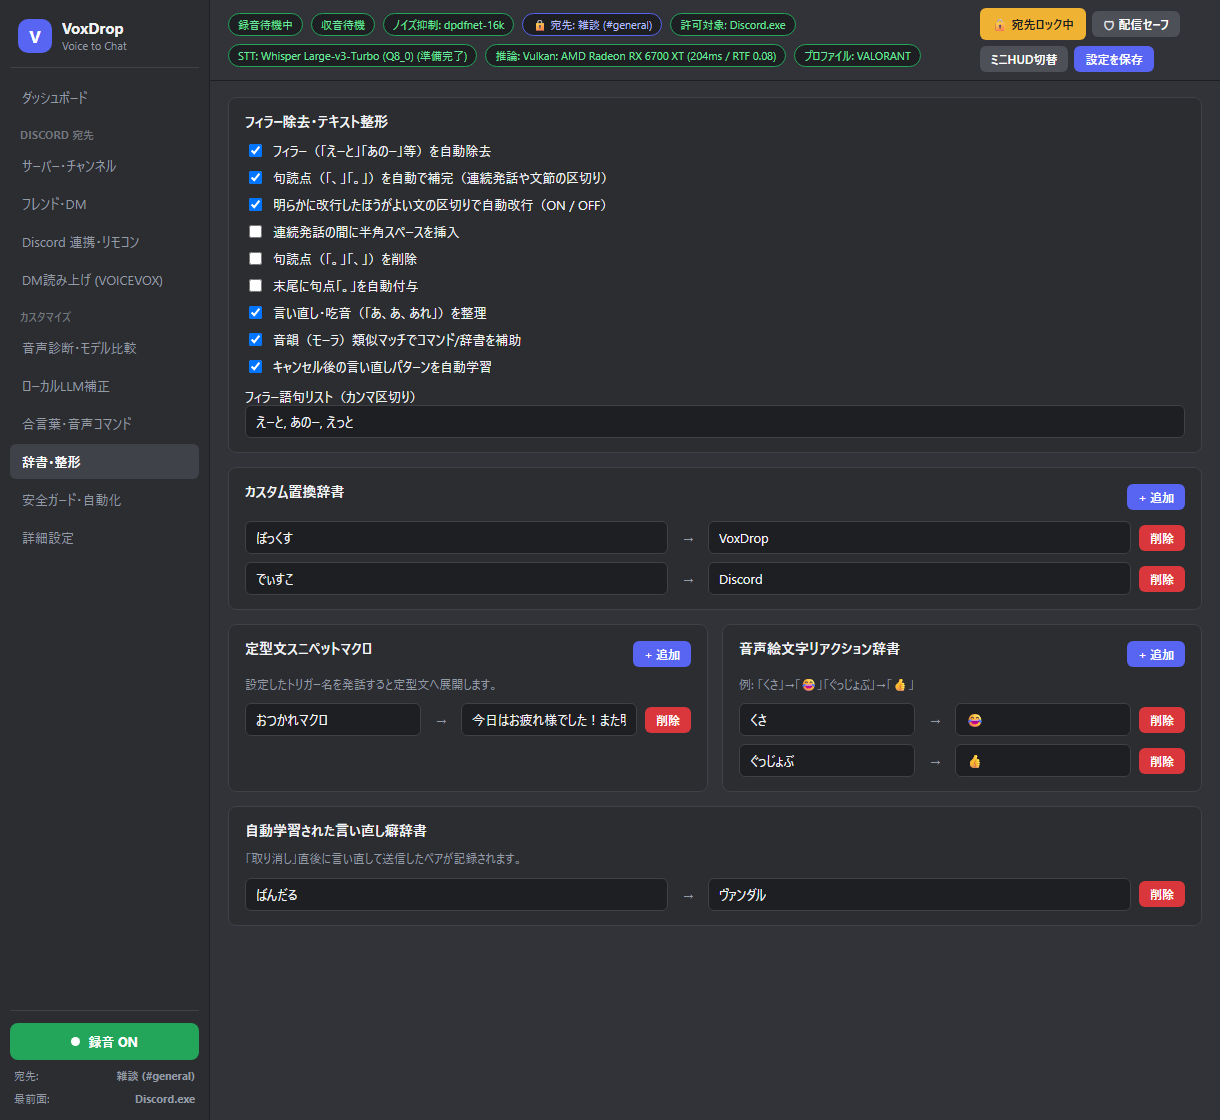 V
VoxDrop
Voice to Chat
ダッシュボード
DISCORD 宛先
サーバー・チャンネル
フレンド・DM
Discord 連携・リモコン
DM読み上げ (VOICEVOX)
カスタマイズ
音声診断・モデル比較
ローカルLLM補正
合言葉・音声コマンド
辞書・整形
安全ガード・自動化
詳細設定
● 録音 ON
宛先: 雑談 (#general)
最前面: Discord.exe
録音待機中 収音待機 ノイズ抑制: dpdfnet-16k 🔒 宛先: 雑談 (#general) 許可対象: Discord.exe
STT: Whisper Large-v3-Turbo (Q8_0) (準備完了) 推論: Vulkan: AMD Radeon RX 6700 XT (204ms / RTF 0.08) プロファイル: VALORANT
🔒 宛先ロック中 🛡 配信セーフ
ミニHUD切替 設定を保存
フィラー除去・テキスト整形
フィラー（「えーと」「あのー」等）を自動除去
句読点（「、」「。」）を自動で補完（連続発話や文節の区切り）
明らかに改行したほうがよい文の区切りで自動改行（ON / OFF）
連続発話の間に半角スペースを挿入
句読点（「。」「、」）を削除
末尾に句点「。」を自動付与
言い直し・吃音（「あ、あ、あれ」）を整理
音韻（モーラ）類似マッチでコマンド/辞書を補助
キャンセル後の言い直しパターンを自動学習
フィラー語句リスト（カンマ区切り）
えーと, あのー, えっと
カスタム置換辞書
+ 追加
ぼっくす → VoxDrop 削除
でぃすこ → Discord 削除
定型文スニペットマクロ
+ 追加
設定したトリガー名を発話すると定型文へ展開します。
おつかれマクロ → 今日はお疲れ様でした！また 削除
音声絵文字リアクション辞書
+ 追加
例: 「くさ」→「😂」「ぐっじょぶ」→「👍」
くさ → 😂 削除
ぐっじょぶ → 👍 削除
自動学習された言い直し癖辞書
「取り消し」直後に言い直して送信したペアが記録されます。
ばんだる → ヴァンダル 削除